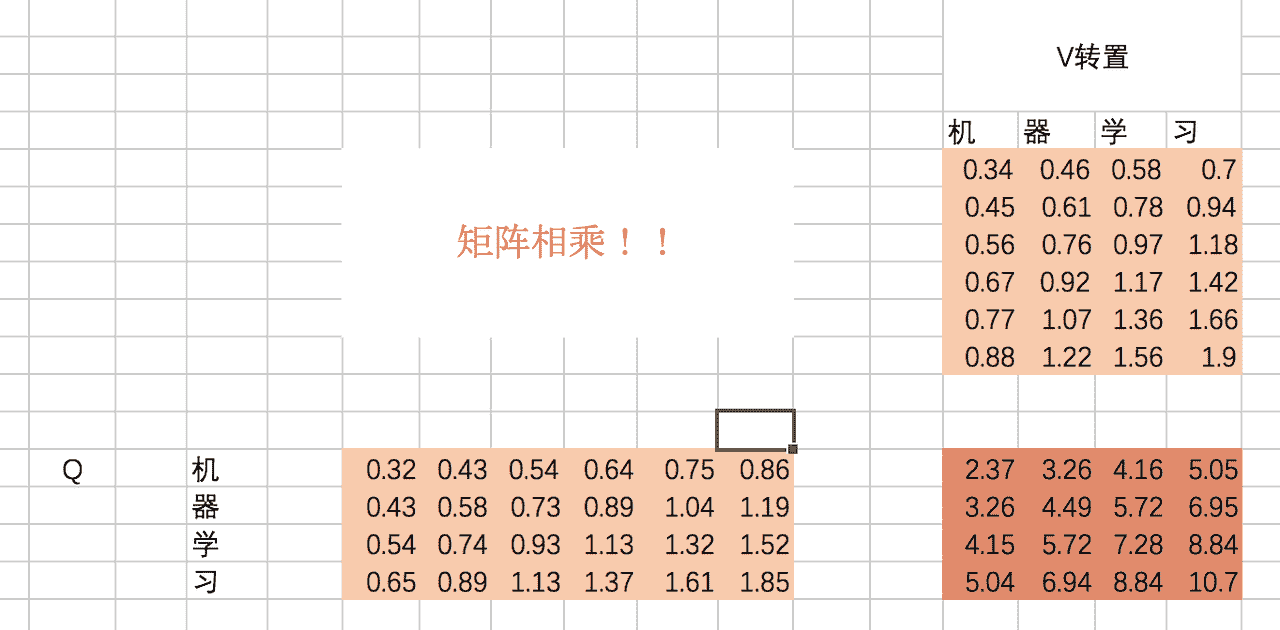 V转置
机 器 学 习
0.34 0.46 0.58 0.7
0.45 0.61 0.78 0.94
矩阵相乘！！
0.56 0.76 0.97 1.18
0.67 0.92 1.17 1.42
0.77 1.07 1.36 1.66
0.88 1.22 1.56 1.9
Q 机 0.32 0.43 0.54 0.64 0.75 0.86 2.37 3.26 4.16 5.05
器 0.43 0.58 0.73 0.89 1.04 1.19 3.26 4.49 5.72 6.95
学 0.54 0.74 0.93 1.13 1.32 1.52 4.15 5.72 7.28 8.84
习 0.65 0.89 1.13 1.37 1.61 1.85 5.04 6.94 8.84 10.7